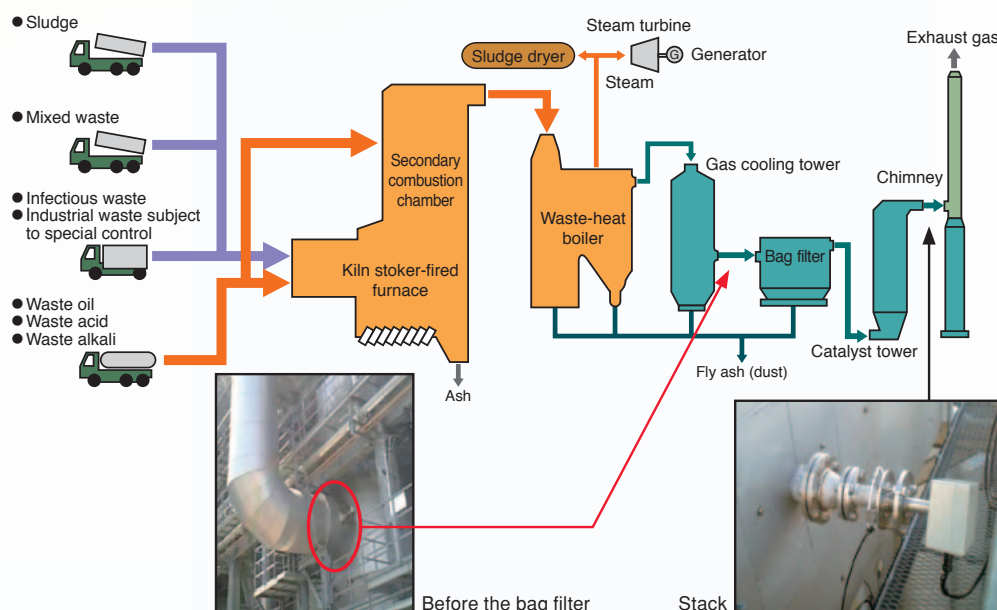 ● Sludge
● Mixed waste
● Infectious waste
● Industrial waste subject
to special control
● Waste oil
● Waste acid
● Waste alkali
Secondary
combustion
chamber
Kiln stoker-fired
furnace
Ash
Sludge dryer
Steam turbine
G
Generator
Steam
Waste-heat
boiler
Gas cooling tower
Bag filter
Fly ash (dust)
Catalyst tower
Chimney
Exhaust gas
Before the bag filter
Stack